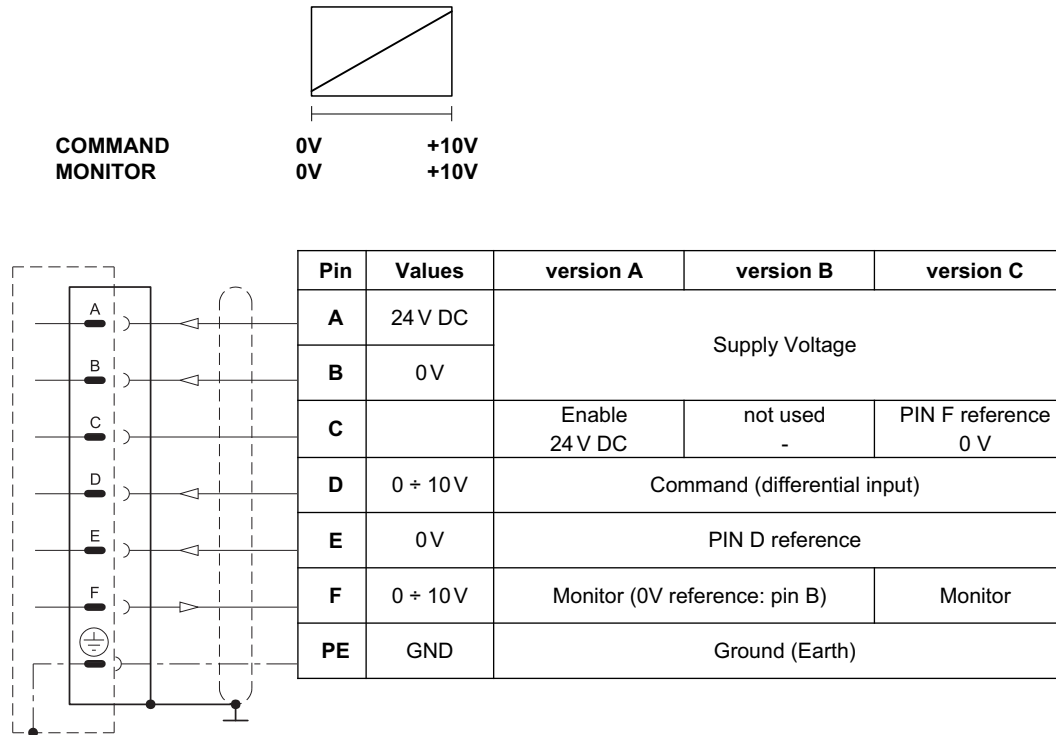 COMMAND 0V +10V
MONITOR 0V +10V
Pin Values version A version B version C
A A 24 V DC Supply Voltage
B B 0 V
C C Enable 24 V DC not used - PIN F reference 0 V
D D 0 ÷ 10 V Command (differential input)
E E 0 V PIN D reference
F F 0 ÷ 10 V Monitor (0V reference: pin B) Monitor
PE GND Ground (Earth)